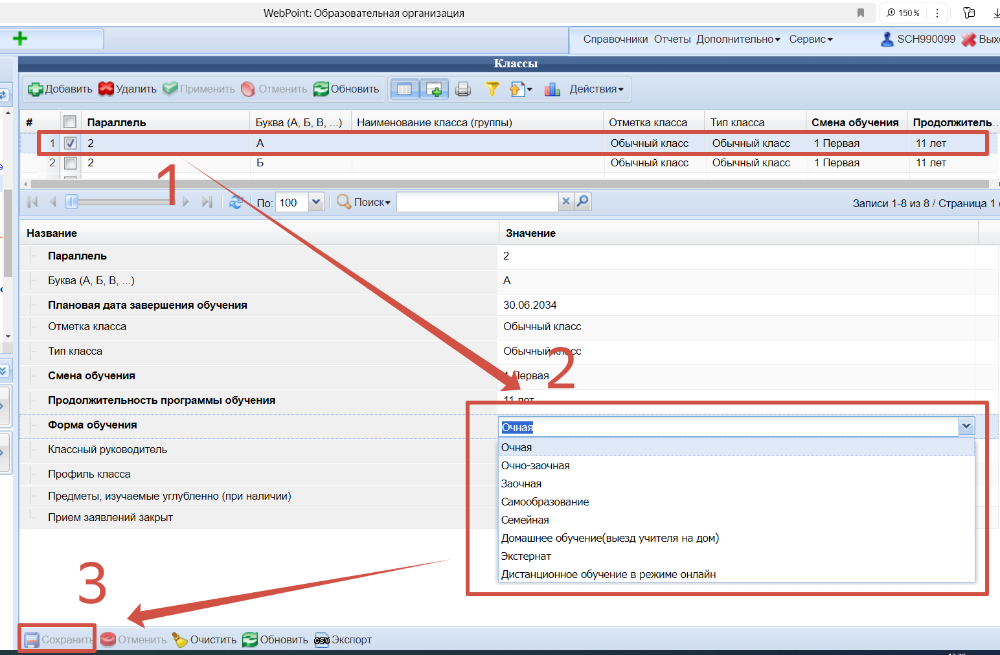 WebPoint: Образовательная организация
150%
Справочники Отчеты Дополнительно Сервис SCH990099
Классы
Добавить Удалить Применить Отменить Обновить Действия
# Параллель Буква (А, Б, В, ...) Наименование класса (группы) Отметка класса Тип класса Смена обучения Продолжитель...
1 2 А Обычный класс Обычный класс 1 Первая 11 лет
2 2 Б Обычный класс Обычный класс 1 Первая 11 лет
1
По: 100 Поиск Записи 1-8 из 8 / Страница 1
Название Значение
Параллель 2
Буква (А, Б, В, ...) А
Плановая дата завершения обучения 30.06.2034
Отметка класса Обычный класс
Тип класса Обычный класс
2
Смена обучения 1 Первая
Продолжительность программы обучения 11 лет
Форма обучения Очная
Классный руководитель
Профиль класса
Предметы, изучаемые углубленно (при наличии)
Прием заявлений закрыт
Очная
Очно-заочная
Заочная
Самообразование
Семейная
Домашнее обучение(выезд учителя на дом)
Экстернат
Дистанционное обучение в режиме онлайн
3
Сохранить Отменить Очистить Обновить CSV Экспорт